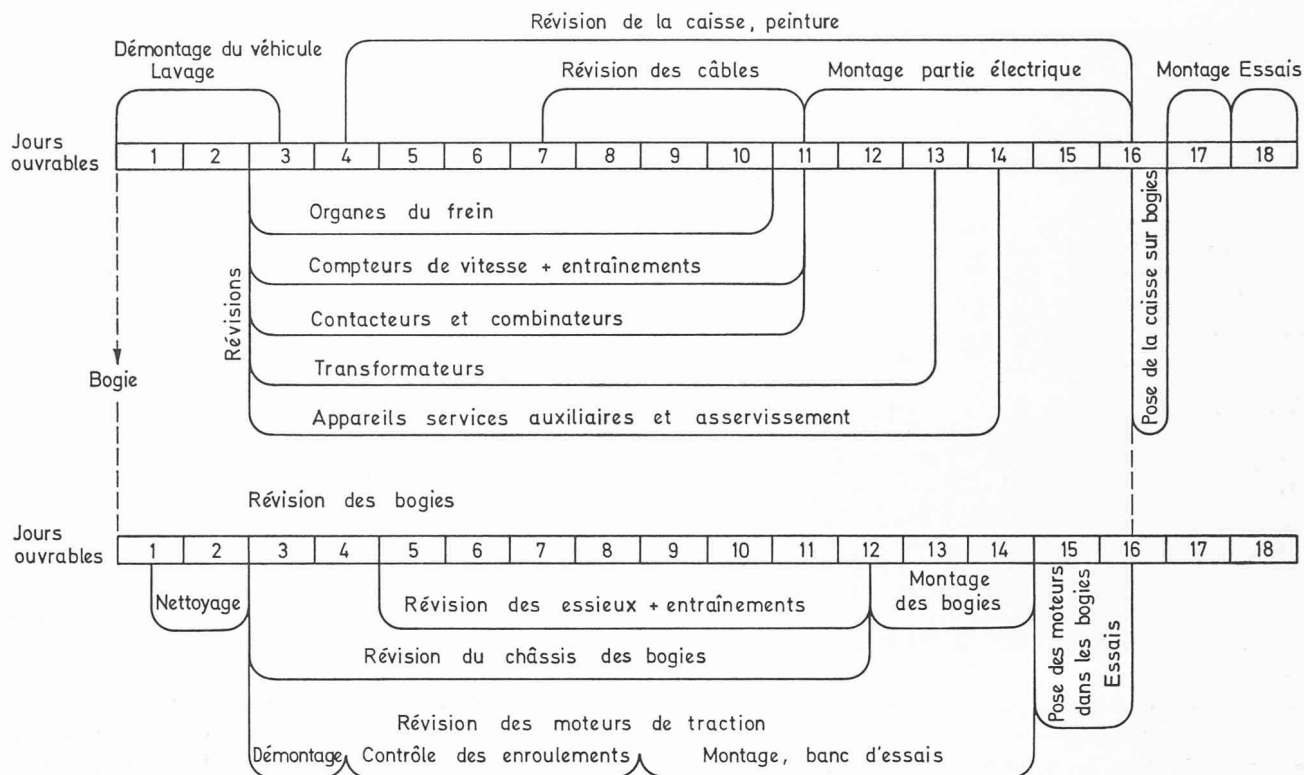 Révision de la caisse, peinture
Démontage du véhicule
Lavage
Révision des câbles
Montage partie électrique
Montage Essais
Jours
ouvrables
1 2 3 4 5 6 7 8 9 10 11 12 13 14 15 16 17 18
Organes du frein
Compteurs de vitesse + entraînements
Révisions
Contacteurs et combinateurs
Transformateurs
Appareils services auxiliaires et asservissement
Pose de la caisse sur bogies
Bogie
Révision des bogies
Jours
ouvrables
1 2 3 4 5 6 7 8 9 10 11 12 13 14 15 16 17 18
Nettoyage
Révision des essieux + entraînements
Montage
des bogies
Pose des moteurs
dans les bogies
Essais
Révision du châssis des bogies
Révision des moteurs de traction
Démontage
Contrôle des enroulements
Montage, banc d'essais